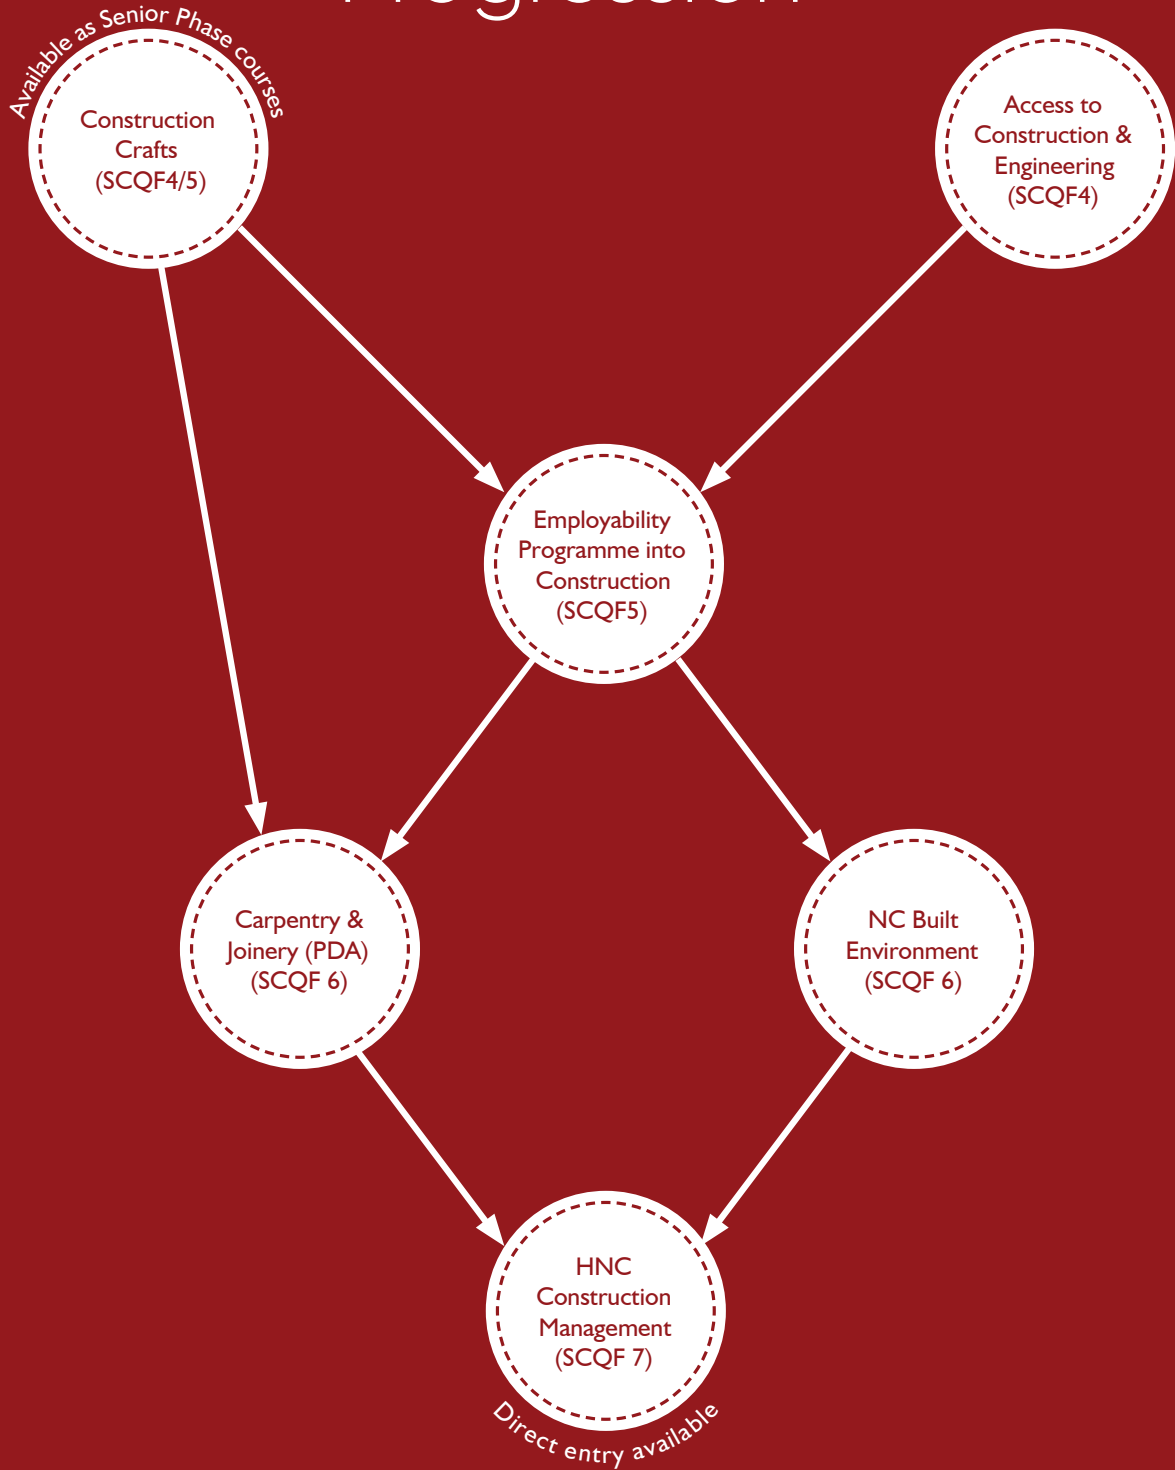 Progression
Available as Senior Phase courses
Construction
Crafts
(SCQF4/5)
Access to
Construction &
Engineering
(SCQF4)
Employability
Programme into
Construction
(SCQF5)
Carpentry &
Joinery (PDA)
(SCQF 6)
NC Built
Environment
(SCQF 6)
HNC
Construction
Management
(SCQF 7)
Direct entry available